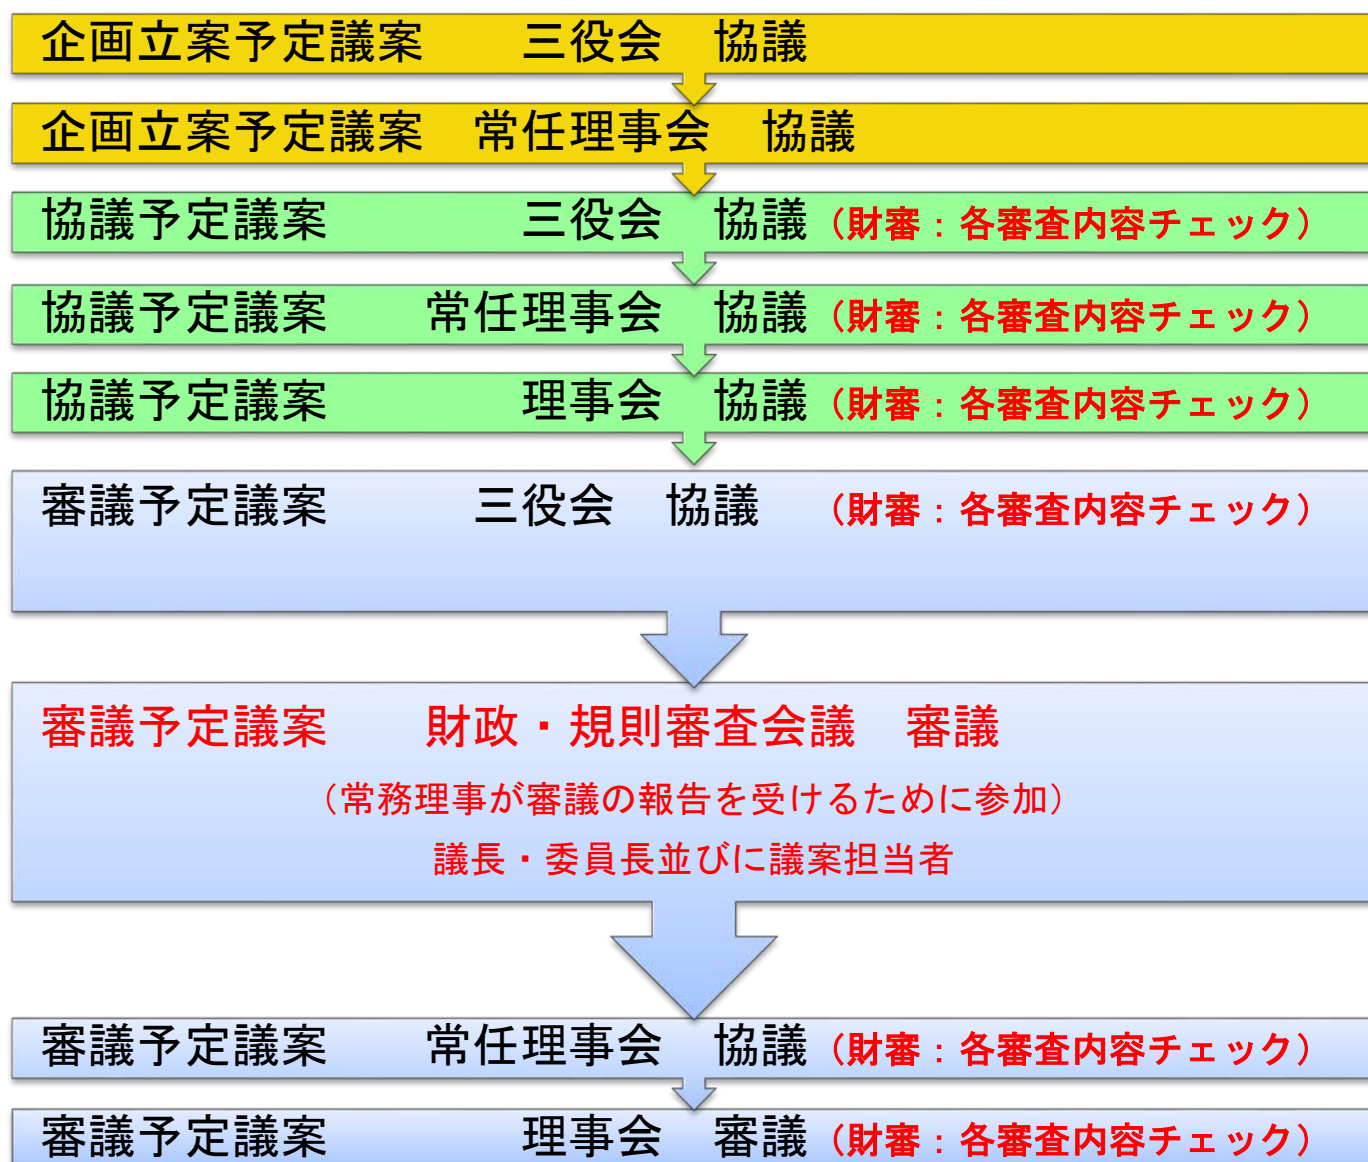 企画立案予定議案　　三役会　協議
企画立案予定議案　常任理事会　協議
協議予定議案　　　　三役会　協議（財審：各審査内容チェック）
協議予定議案　　常任理事会　協議（財審：各審査内容チェック）
協議予定議案　　　　理事会　協議（財審：各審査内容チェック）
審議予定議案　　　三役会　協議　（財審：各審査内容チェック）
審議予定議案　　財政・規則審査会議　審議
（常務理事が審議の報告を受けるために参加）
議長・委員長並びに議案担当者
審議予定議案　　常任理事会　協議（財審：各審査内容チェック）
審議予定議案　　　　理事会　審議（財審：各審査内容チェック）